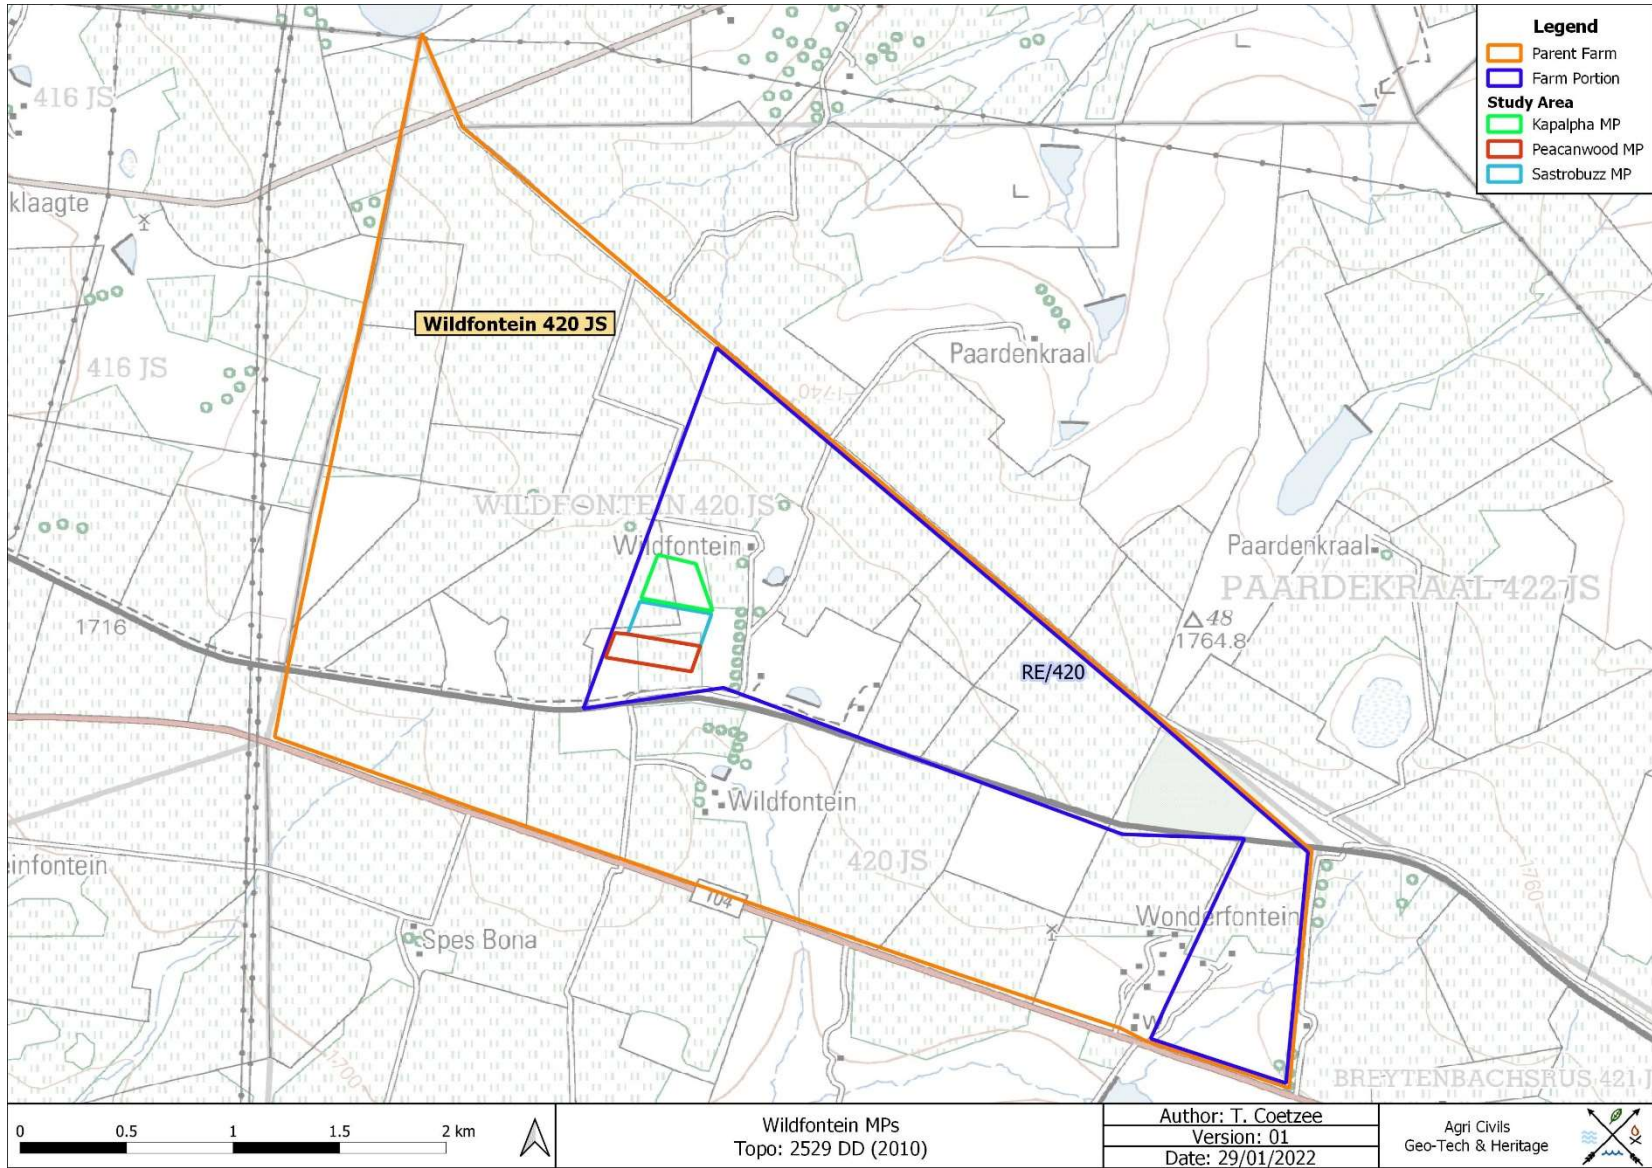 Legend
Parent Farm
Farm Portion
Study Area
Kapalpha MP
Peacanwood MP
Sastrobuzz MP
416 JS
klaagte
Wildfontein 420 JS
Paardenkraal
416 JS
1740
WILDFONTEIN 420 JS
Wildfontein
Paardenkraal
PAARDEKRAAL 422 JS
48
1764.8
1716
RE/420
Wildfontein
420 JS
einfontein
1760
104
Wonderfontein
Spes Bona
W
1700
BREYTENBACHSRUS 421 J
0 0.5 1 1.5 2 km
Wildfontein MPs
Topo: 2529 DD (2010)
Author: T. Coetzee
Version: 01
Date: 29/01/2022
Agri Civils
Geo-Tech & Heritage